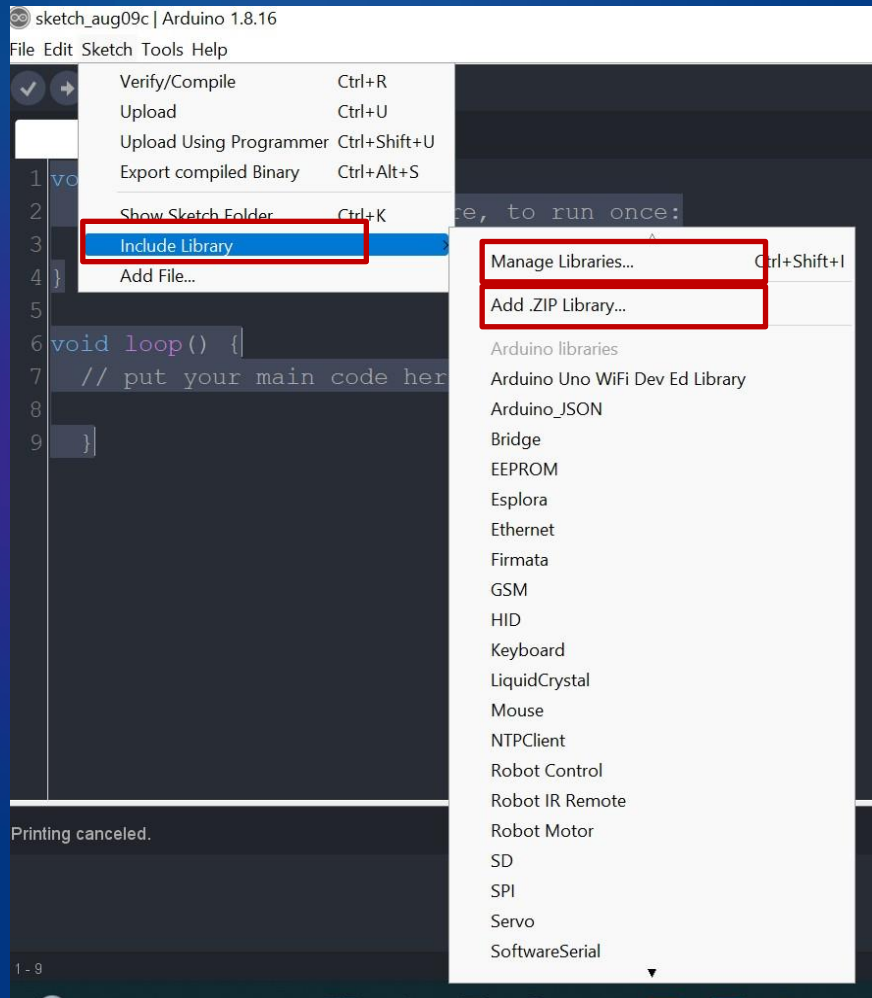 sketch_aug09c | Arduino 1.8.16
File Edit Sketch Tools Help
Verify/Compile Ctrl+R
Upload Ctrl+U
Upload Using Programmer Ctrl+Shift+U
Export compiled Binary Ctrl+Alt+S
Show Sketch Folder Ctrl+K
Include Library
Add File...
Manage Libraries... Ctrl+Shift+I
Add .ZIP Library...
Arduino libraries
Arduino Uno WiFi Dev Ed Library
Arduino_JSON
Bridge
EEPROM
Esplora
Ethernet
Firmata
GSM
HID
Keyboard
LiquidCrystal
Mouse
NTPClient
Robot Control
Robot IR Remote
Robot Motor
SD
SPI
Servo
SoftwareSerial
1 vo
2 re, to run once:
3
4 }
5
6 void loop() {
7 // put your main code her
8
9 }
Printing canceled.
1 - 9